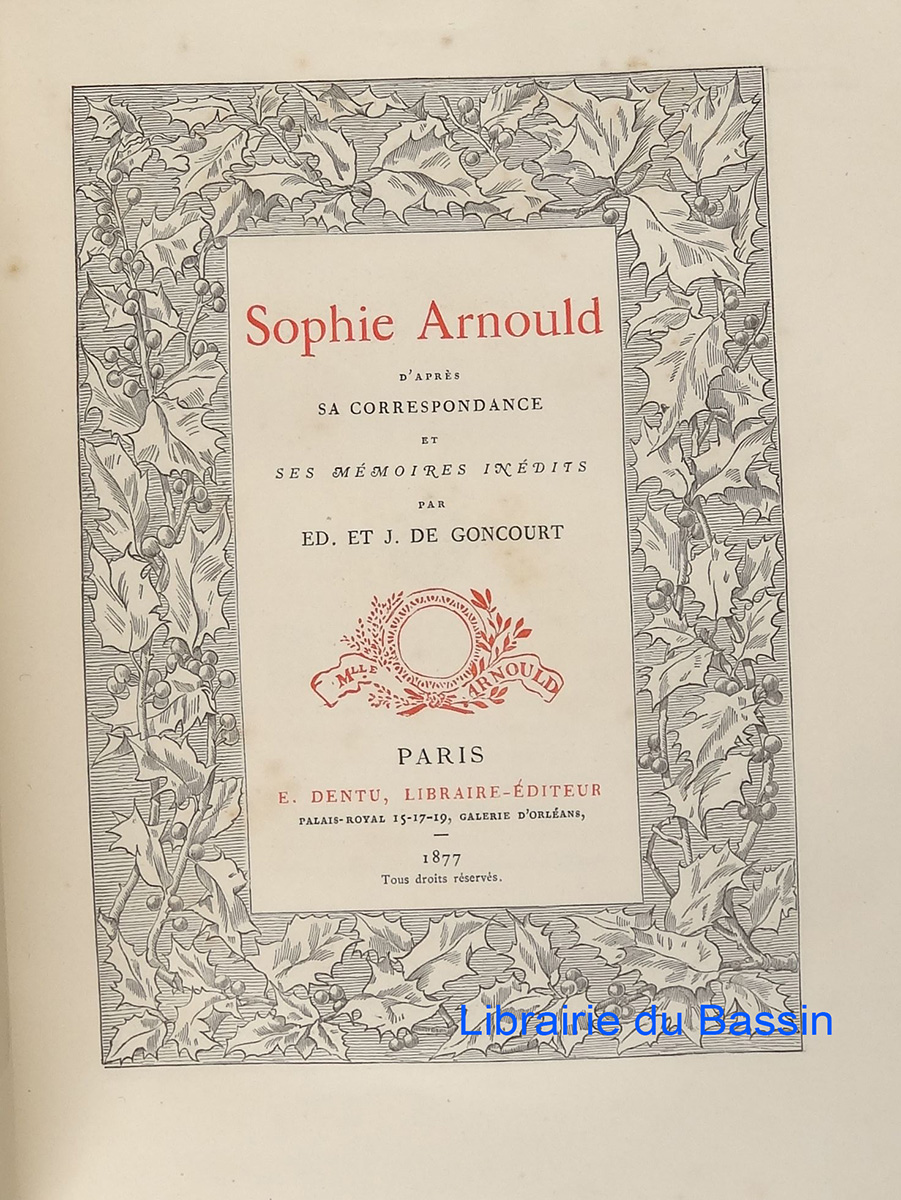 Sophie Arnould
D'APRÈS
SA CORRESPONDANCE
ET
SES MÉMOIRES INÉDITS
PAR
ED. ET J. DE GONCOURT
MLLE ARNOULD
PARIS
E. DENTU, LIBRAIRE-ÉDITEUR
PALAIS-ROYAL 15-17-19, GALERIE D'ORLÉANS,
1877
Tous droits réservés.
Librairie du Bassin